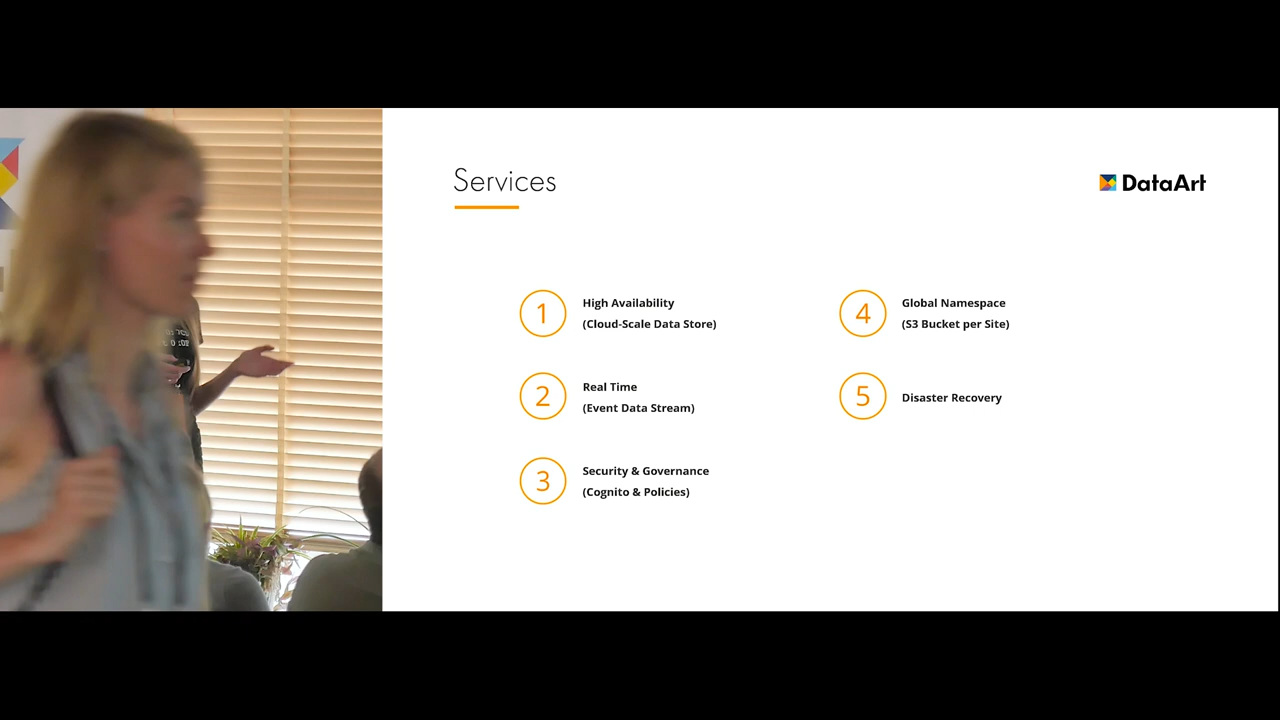 Services
DataArt
1
High Availability
(Cloud-Scale Data Store)
2
Real Time
(Event Data Stream)
3
Security & Governance
(Cognito & Policies)
4
Global Namespace
(S3 Bucket per Site)
5
Disaster Recovery